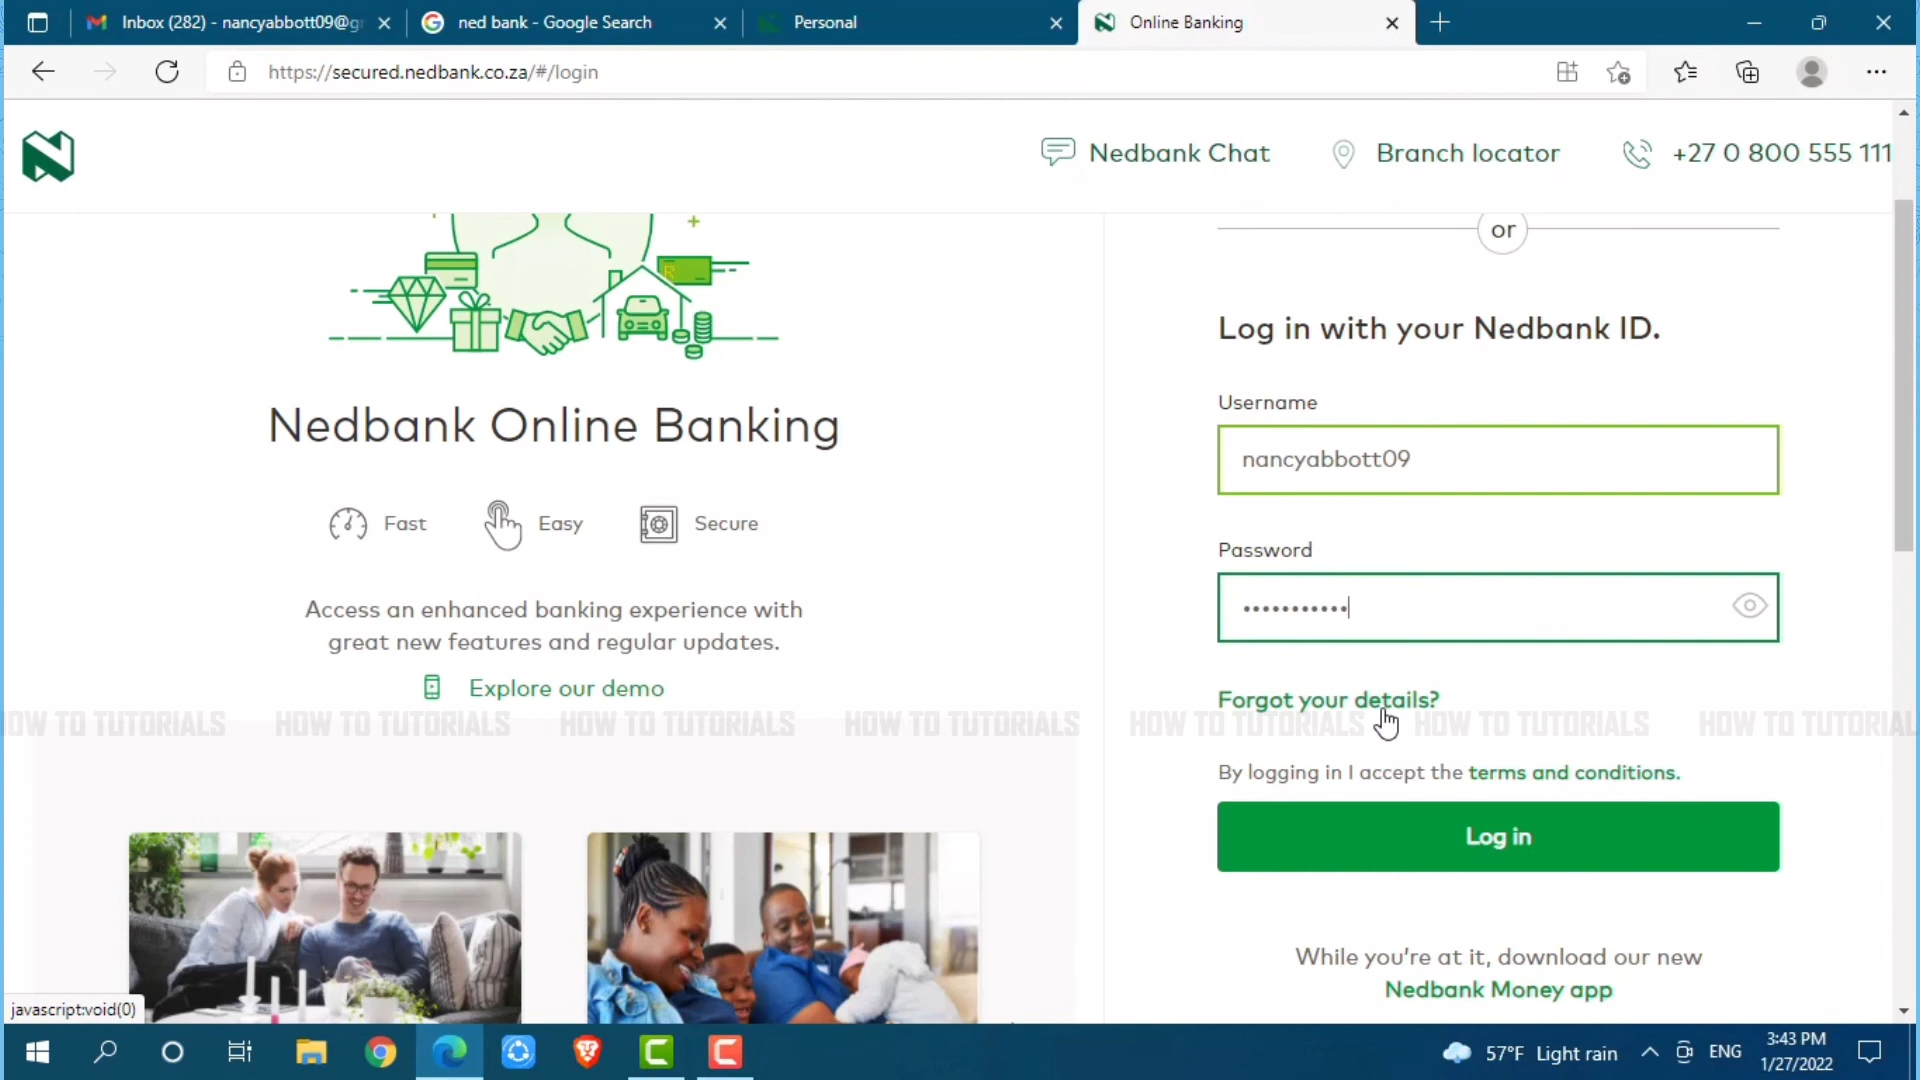 Inbox (282) - nancyabbott09@g
ned bank - Google Search
Personal
Online Banking
https://secured.nedbank.co.za/#/login
Nedbank Chat
Branch locator
+27 0 800 555 111
or
R
Log in with your Nedbank ID.
Username
nancyabbott09
Nedbank Online Banking
Fast
Easy
Secure
Password
•••••••••••
Access an enhanced banking experience with
great new features and regular updates.
Explore our demo
Forgot your details?
OW TO TUTORIALS HOW TO TUTORIALS HOW TO TUTORIALS HOW TO TUTORIALS HOW TO TUTORIALS HOW TO TUTORIALS HOW TO TUTORIAL
By logging in I accept the terms and conditions.
Log in
While you're at it, download our new
Nedbank Money app
javascript:void(0)
57°F Light rain
ENG
3:43 PM
1/27/2022